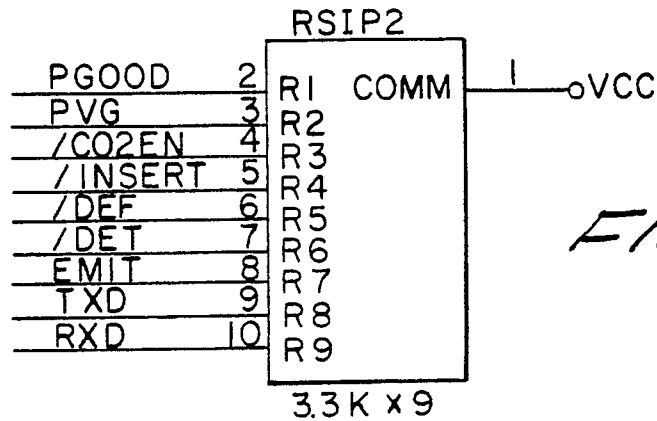 RSIP2
PGOOD 2 R1 COMM 1 VCC
PVG 3 R2
/CO2EN 4 R3
/INSERT 5 R4
/DEF 6 R5
/DET 7 R6
EMIT 8 R7
TXD 9 R8
RXD 10 R9
3.3K x9